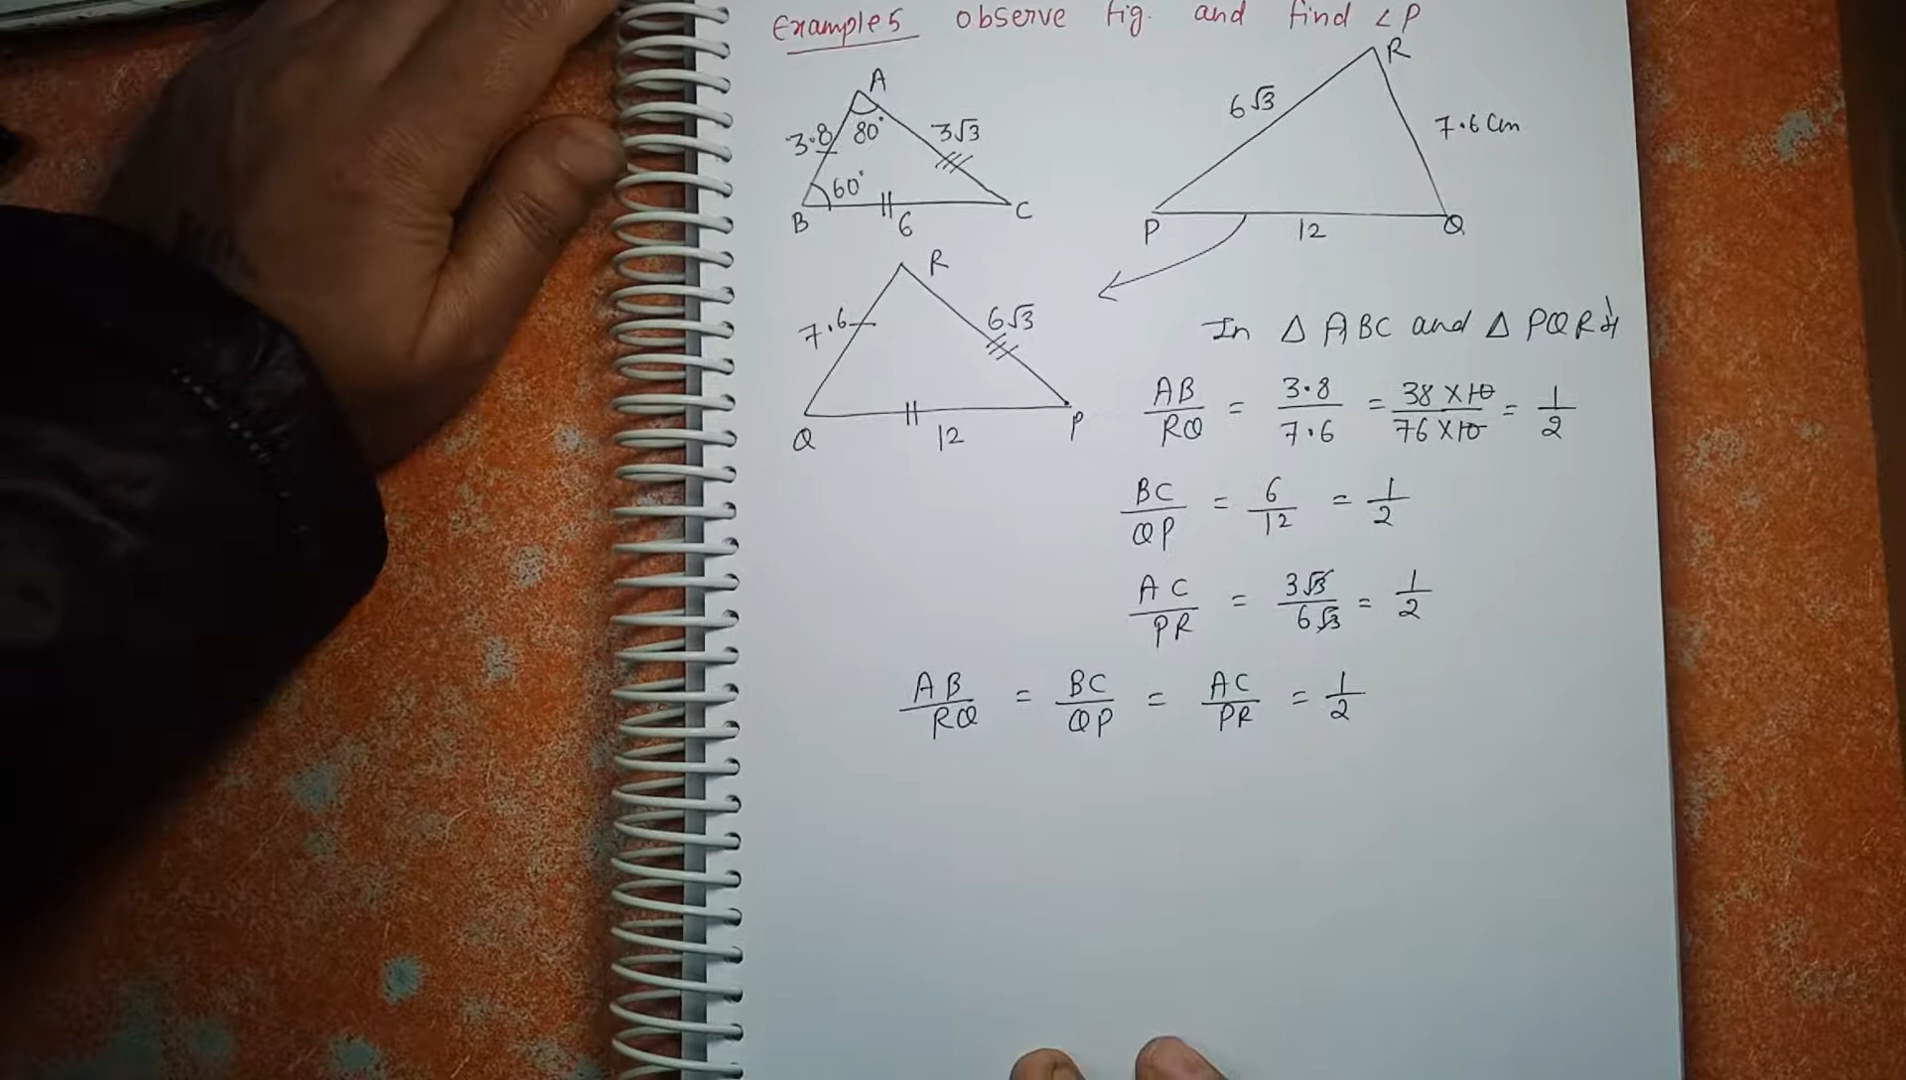 Example 5 observe fig. and find ∠P
A
3.8 80° 3√3
60°
B 6 C
R
6√3
7.6 Cm
P 12 Q
R
7.6 6√3
Q 12 P
In Δ ABC and Δ PQR
AB/RQ = 3.8/7.6 = 38 × 10/76 × 10 = 1/2
BC/QP = 6/12 = 1/2
AC/PR = 3√3/6√3 = 1/2
AB/RQ = BC/QP = AC/PR = 1/2